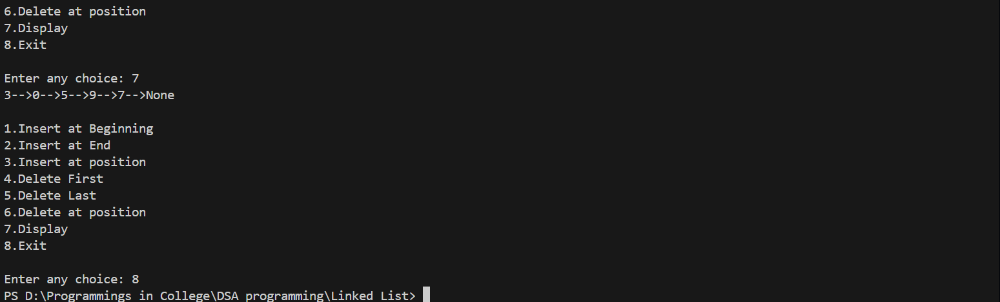 6.Delete at position
7.Display
8.Exit
Enter any choice: 7
3-->0-->5-->9-->7-->None
1.Insert at Beginning
2.Insert at End
3.Insert at position
4.Delete First
5.Delete Last
6.Delete at position
7.Display
8.Exit
Enter any choice: 8
PS D:\Programmings in College\DSA programming\Linked List>